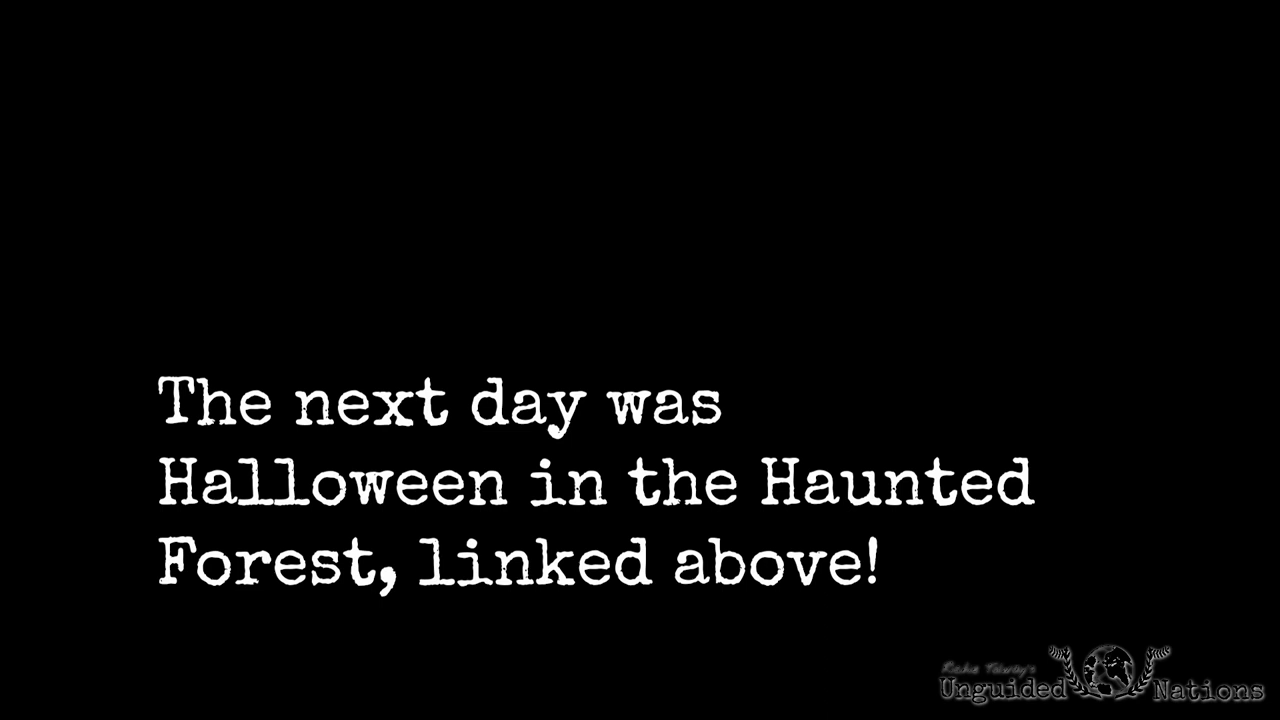 The next day was
Halloween in the Haunted
Forest, linked above!
Unguided Nations